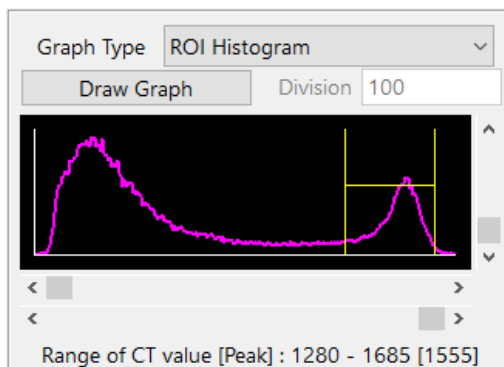 Graph Type ROI Histogram
Draw Graph Division 100
Range of CT value [Peak] : 1280 - 1685 [1555]